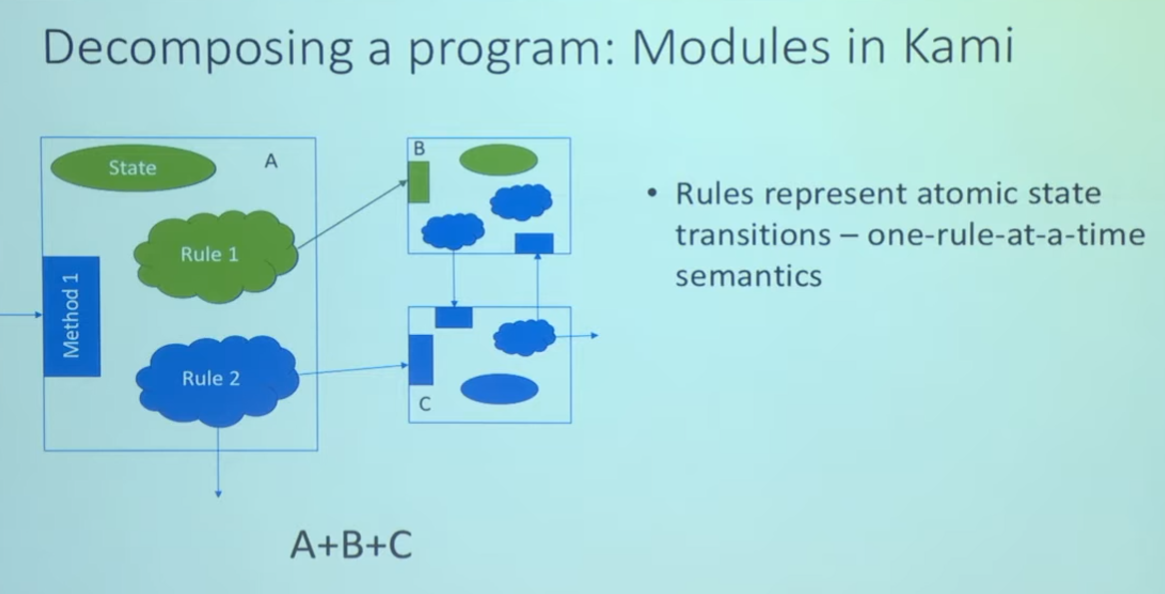 Decomposing a program: Modules in Kami
State
A
Rule 1
Method 1
Rule 2
B
C
A+B+C
• Rules represent atomic state
transitions – one-rule-at-a-time
semantics